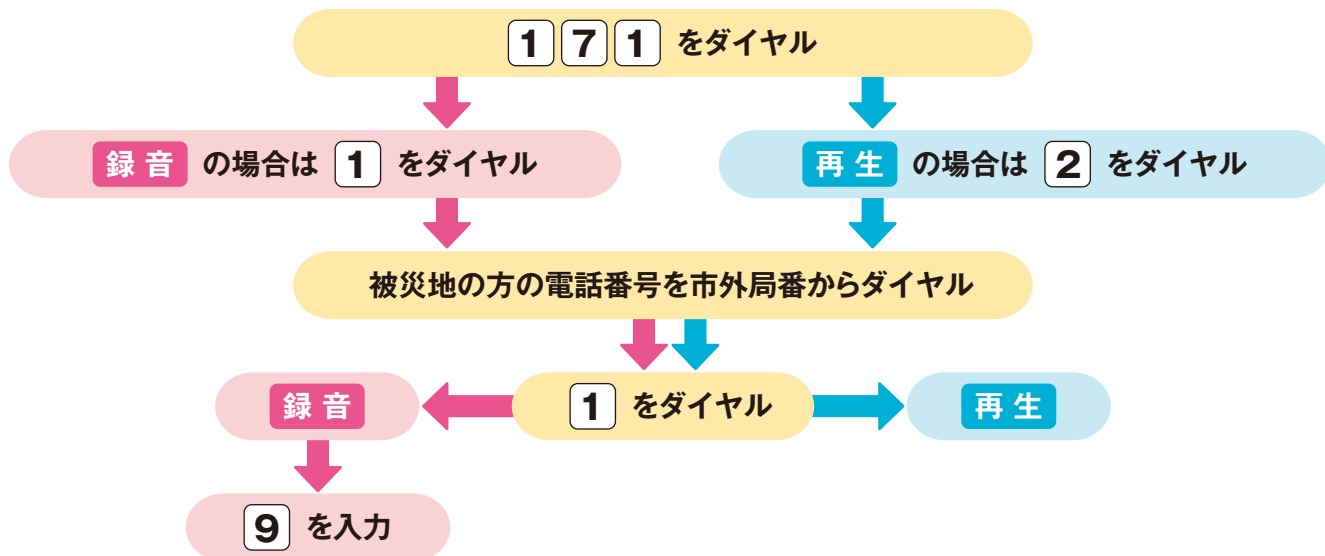 1 7 1 をダイヤル
録音 の場合は 1 をダイヤル
再生 の場合は 2 をダイヤル
被災地の方の電話番号を市外局番からダイヤル
録音
1 をダイヤル
再生
9 を入力